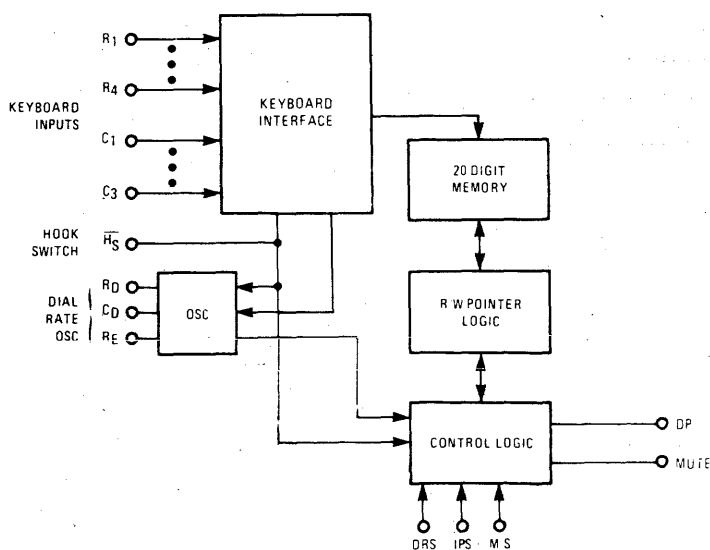 R1
R4
KEYBOARD
INPUTS
C1
C3
KEYBOARD
INTERFACE
20 DIGIT
MEMORY
HOOK
SWITCH
HS
DIAL
RATE
OSC
RD
CD
RE
OSC
R/W POINTER
LOGIC
CONTROL LOGIC
DP
MUTE
DRS IPS MS